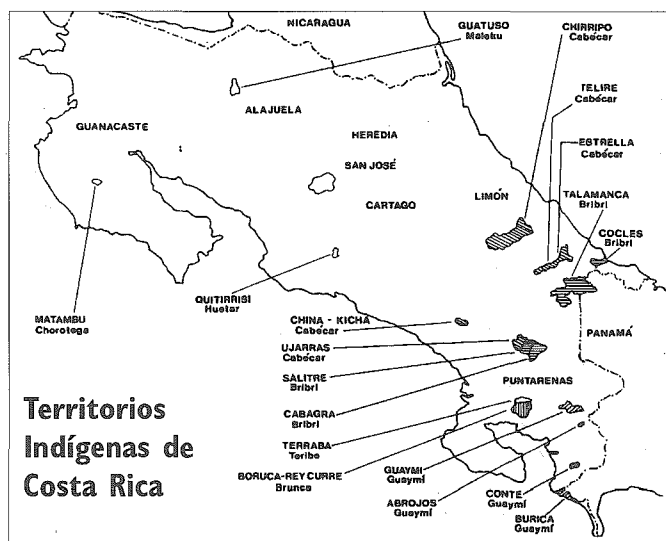 NICARAGUA
GUATUSO
Maleku
CHIRRIPO
Cabécar
TELIRE
Cabécar
ALAJUELA
GUANACASTE
HEREDIA
ESTRELLA
Cabécar
SAN JOSÉ
LIMÓN
TALAMANCA
Bribri
CARTAGO
COCLES
Bribri
QUITIRRISI
Huetar
MATAMBU
Chorotega
CHINA - KICHA
Cabécar
PANAMÁ
UJARRAS
Cabécar
SALITRE
Bribri
PUNTARENAS
CABAGRA
Bribri
Territorios
Indígenas de
Costa Rica
TERRABA
Teribe
BORUCA-REY CURRE
Brunca
GUAYMI
Guaymí
ABROJOS
Guaymí
CONTE
Guaymí
BURICA
Guaymí